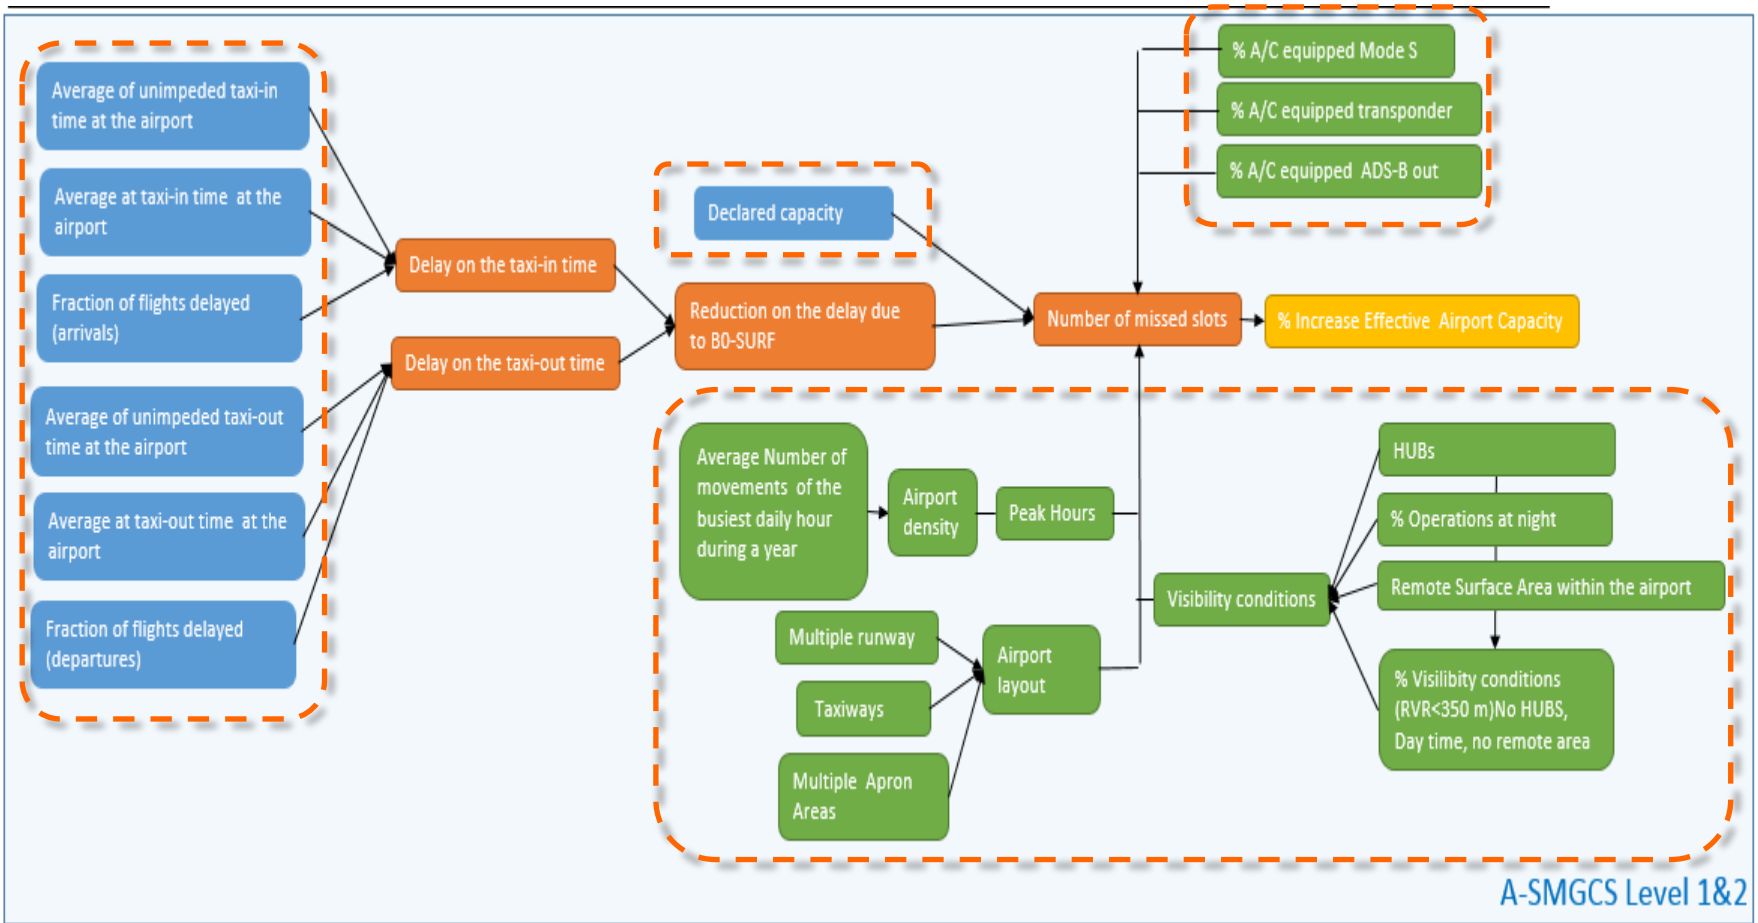 Average of unimpeded taxi-in
time at the airport
Average at taxi-in time at the
airport
Fraction of flights delayed
(arrivals)
Average of unimpeded taxi-out
time at the airport
Average at taxi-out time at the
airport
Fraction of flights delayed
(departures)
Delay on the taxi-in time
Delay on the taxi-out time
Declared capacity
Reduction on the delay due
to B0-SURF
% A/C equipped Mode S
% A/C equipped transponder
% A/C equipped ADS-B out
Number of missed slots
% Increase Effective Airport Capacity
Average Number of
movements of the
busiest daily hour
during a year
Airport
density
Peak Hours
Multiple runway
Taxiways
Multiple Apron
Areas
Airport
layout
Visibility conditions
HUBs
% Operations at night
Remote Surface Area within the airport
% Visilibity conditions
(RVR<350 m)No HUBS,
Day time, no remote area
A-SMGCS Level 1&2